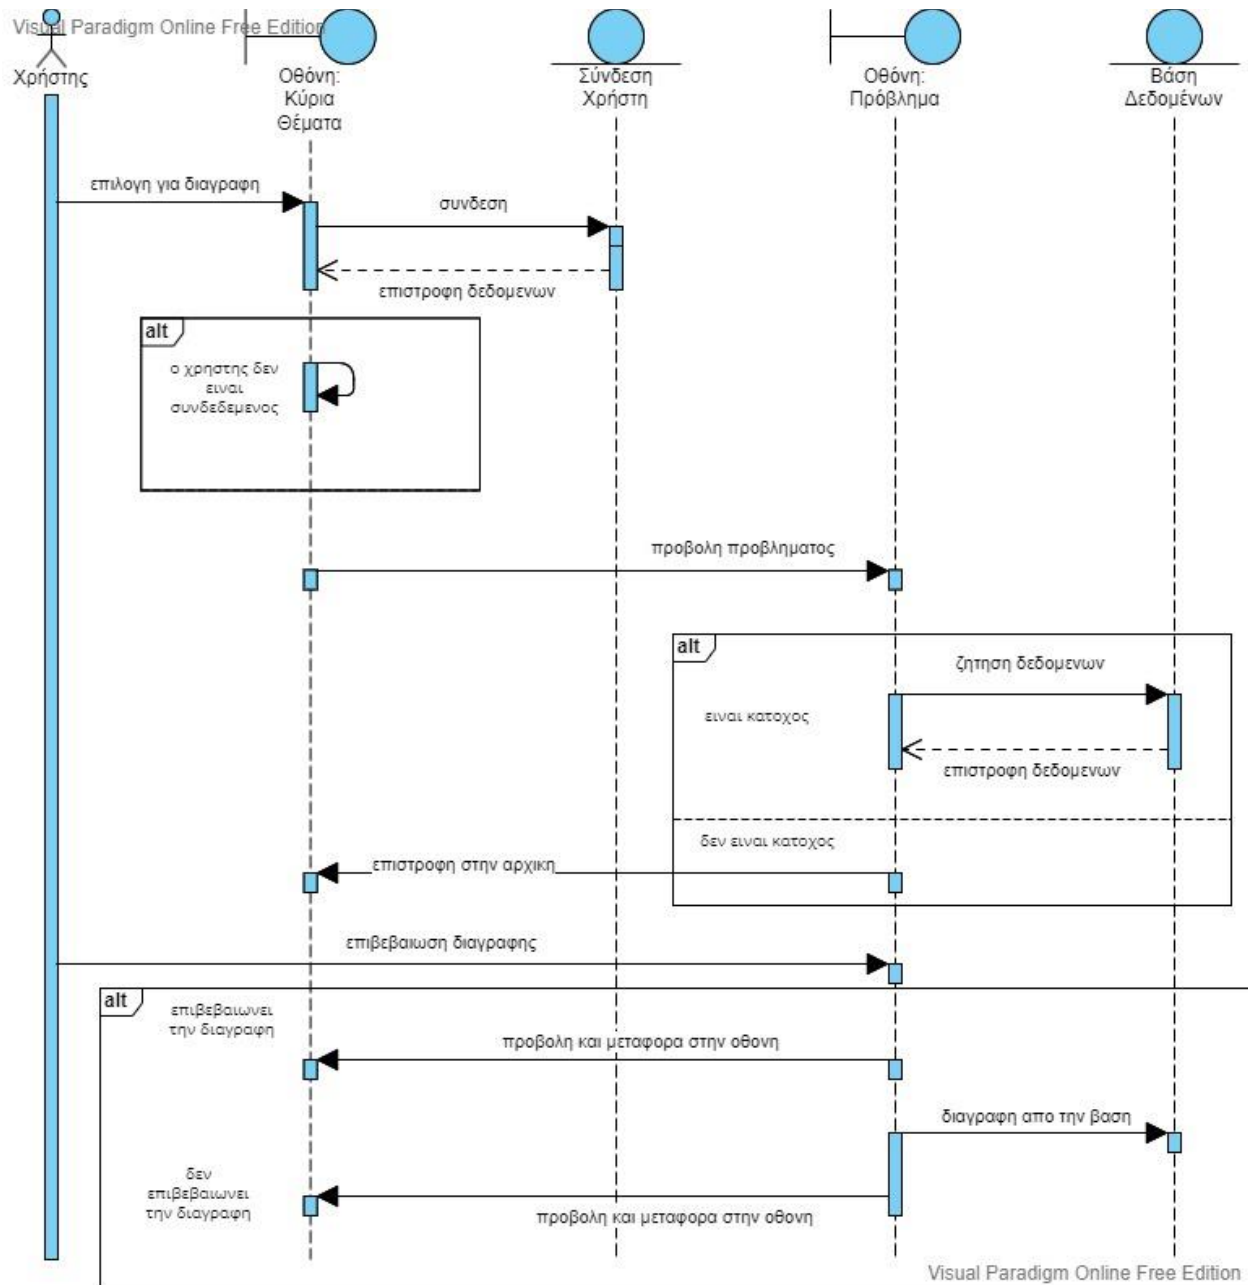 Visual Paradigm Online Free Edition
Χρήστης
Οθόνη:
Κύρια
Θέματα
Σύνδεση
Χρήστη
Οθόνη:
Πρόβλημα
Βάση
Δεδομένων
επιλογη για διαγραφη
συνδεση
επιστροφη δεδομενων
alt
ο χρηστης δεν
ειναι
συνδεδεμενος
προβολη προβληματος
alt
ζητηση δεδομενων
ειναι κατοχος
επιστροφη δεδομενων
δεν ειναι κατοχος
επιστροφη στην αρχικη
επιβεβαιωση διαγραφης
alt
επιβεβαιωνει
την διαγραφη
προβολη και μεταφορα στην οθονη
διαγραφη απο την βαση
δεν
επιβεβαιωνει
την διαγραφη
προβολη και μεταφορα στην οθονη
Visual Paradigm Online Free Edition